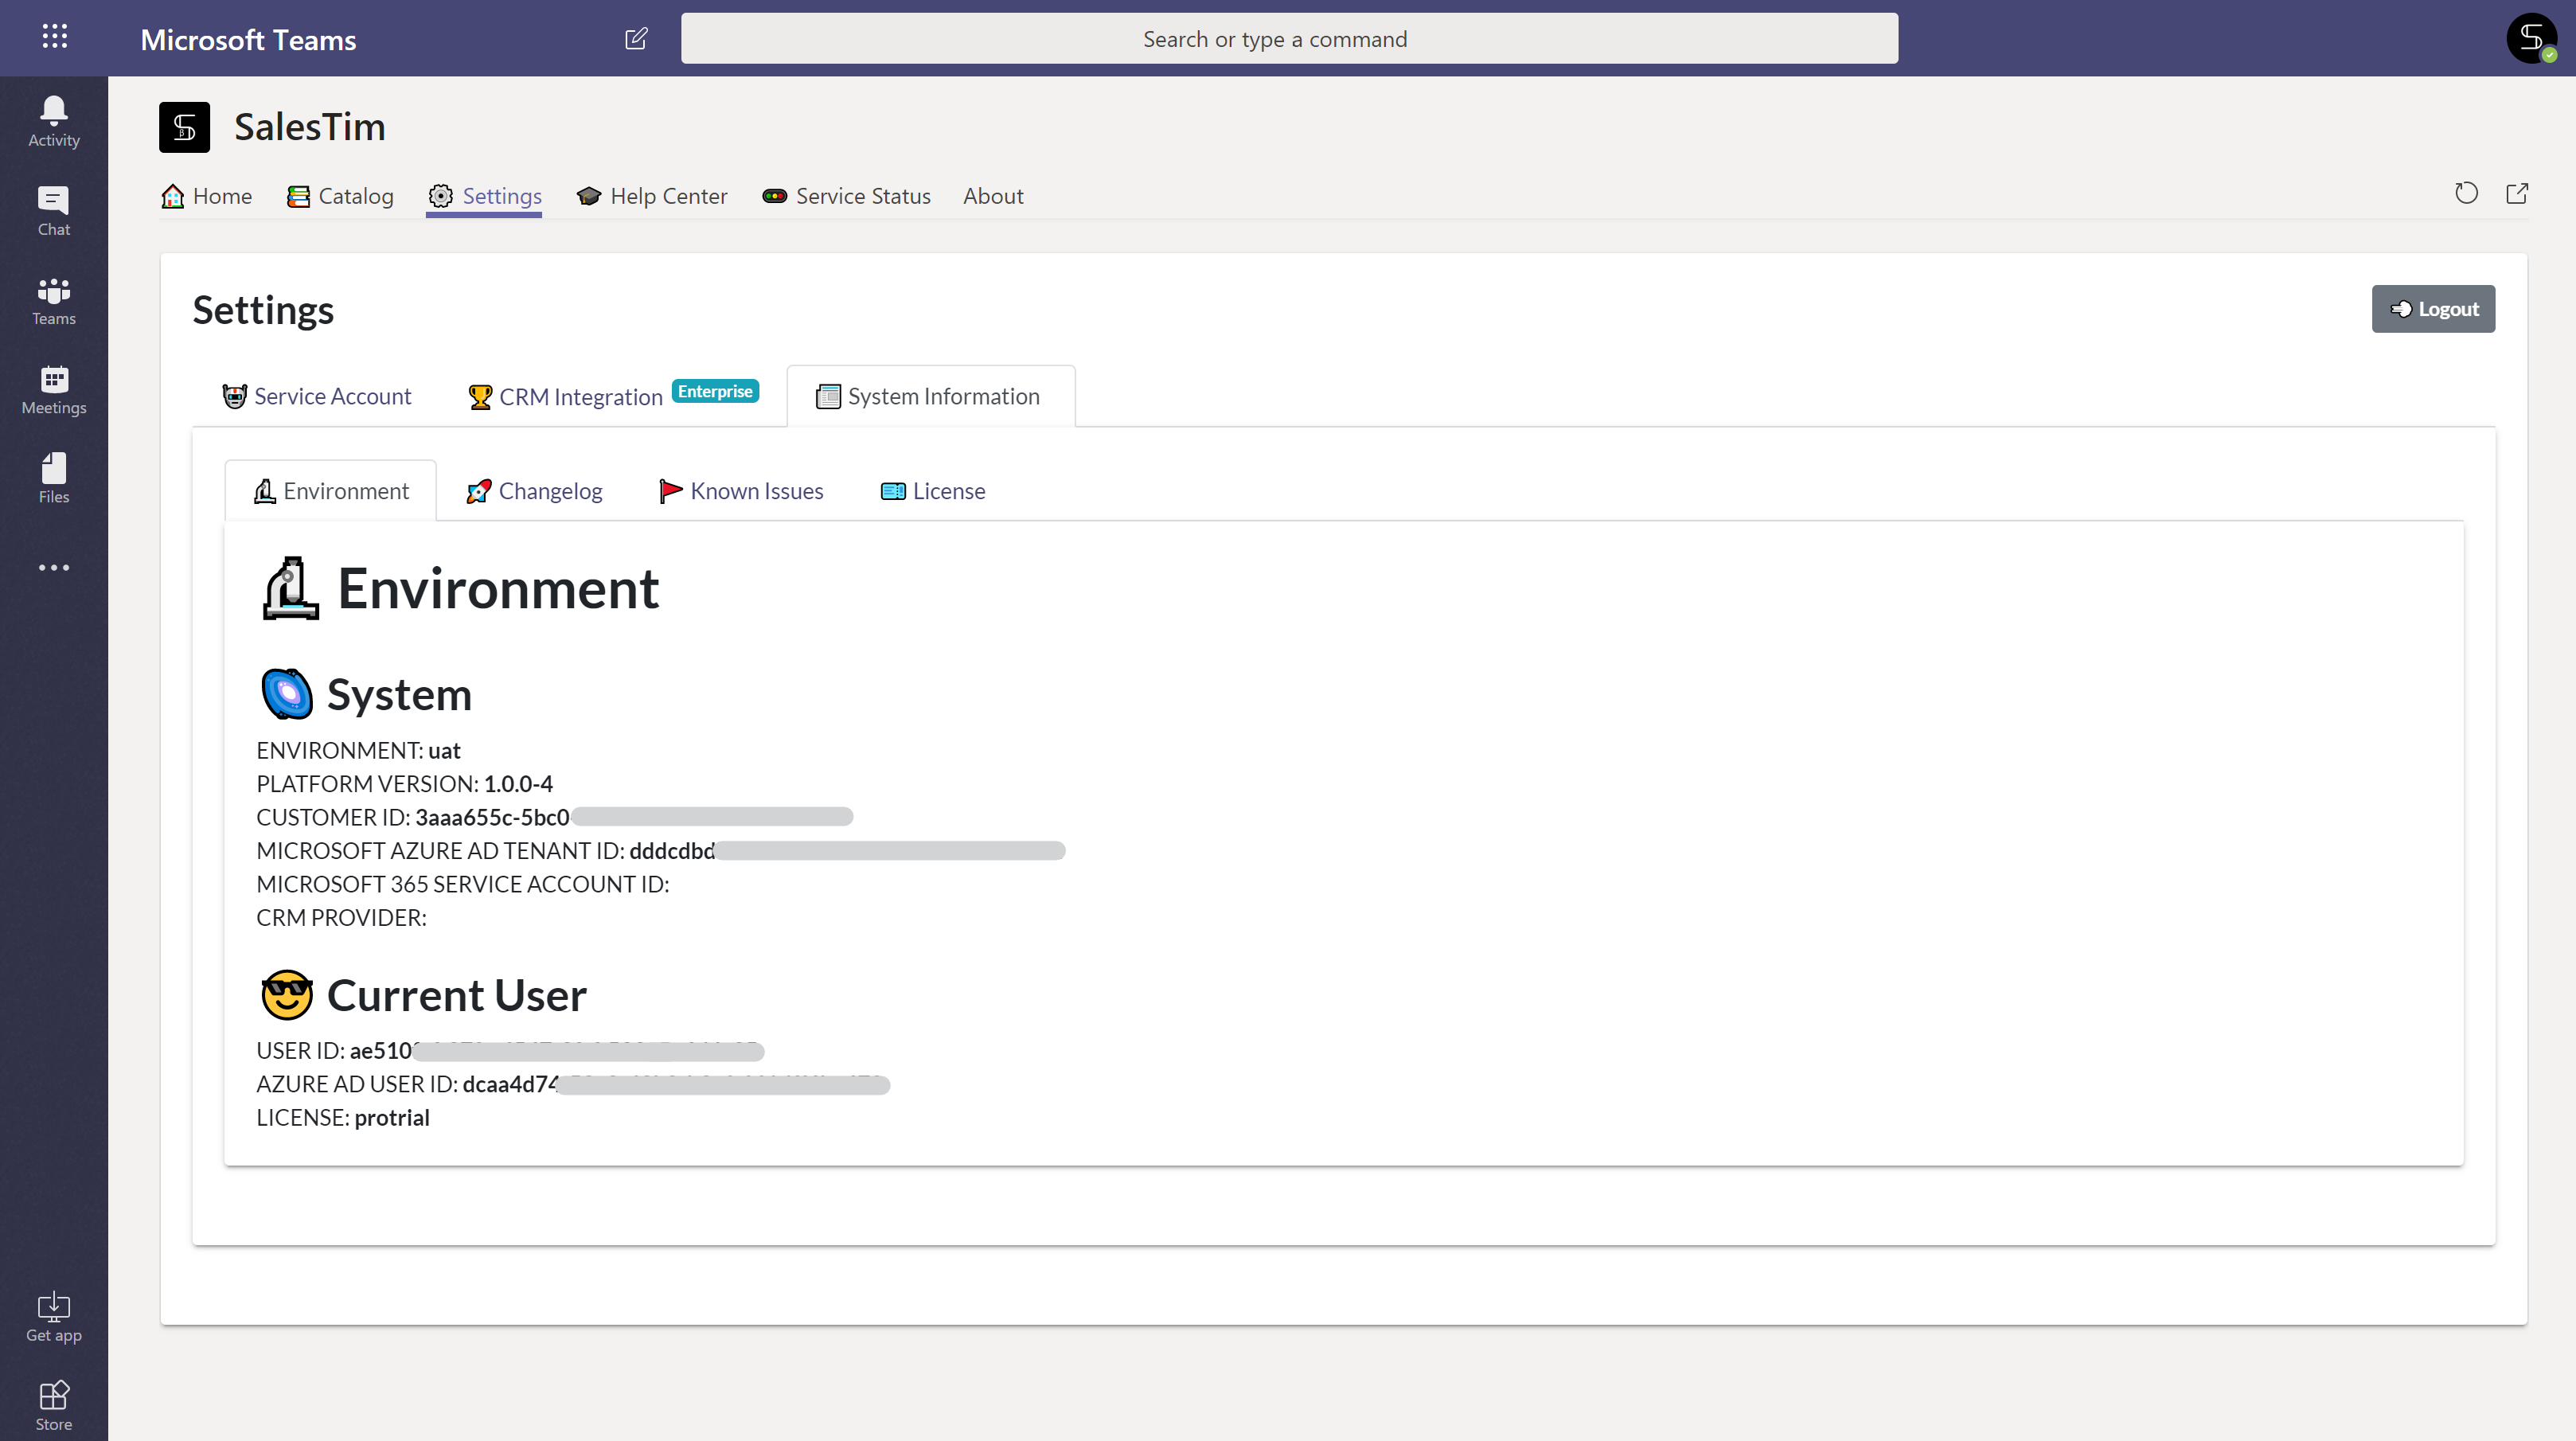 Microsoft Teams
Search or type a command
Activity
Chat
Teams
Meetings
Files
Get app
Store
SalesTim
Home Catalog Settings Help Center Service Status About
Settings
Logout
Service Account CRM Integration Enterprise System Information
Environment Changelog Known Issues License
Environment
System
ENVIRONMENT: uat
PLATFORM VERSION: 1.0.0-4
CUSTOMER ID: 3aaa655c-5bc0
MICROSOFT AZURE AD TENANT ID: dddcdbd
MICROSOFT 365 SERVICE ACCOUNT ID:
CRM PROVIDER:
Current User
USER ID: ae510
AZURE AD USER ID: dcaa4d74
LICENSE: protrial